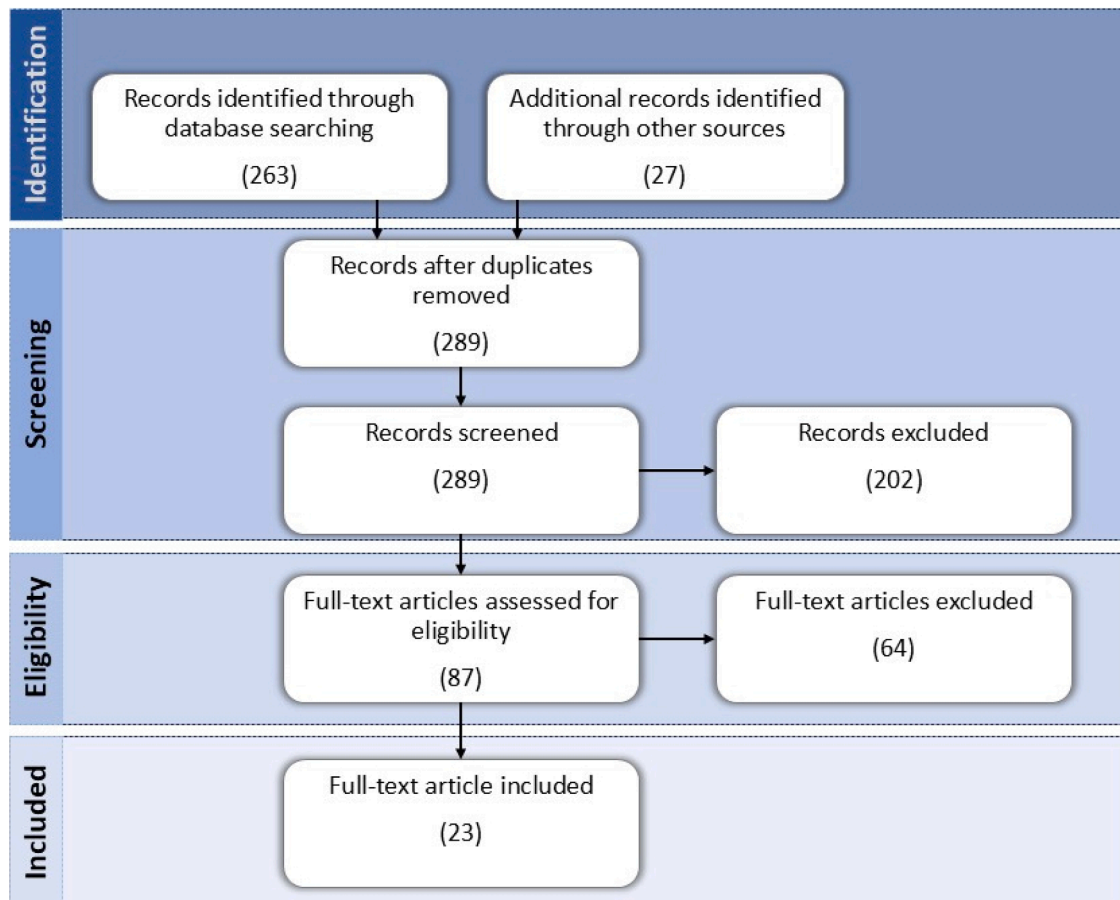 Identification
Records identified through
database searching
(263)
Additional records identified
through other sources
(27)
Screening
Records after duplicates
removed
(289)
Records screened
(289)
Records excluded
(202)
Eligibility
Full-text articles assessed for
eligibility
(87)
Full-text articles excluded
(64)
Included
Full-text article included
(23)